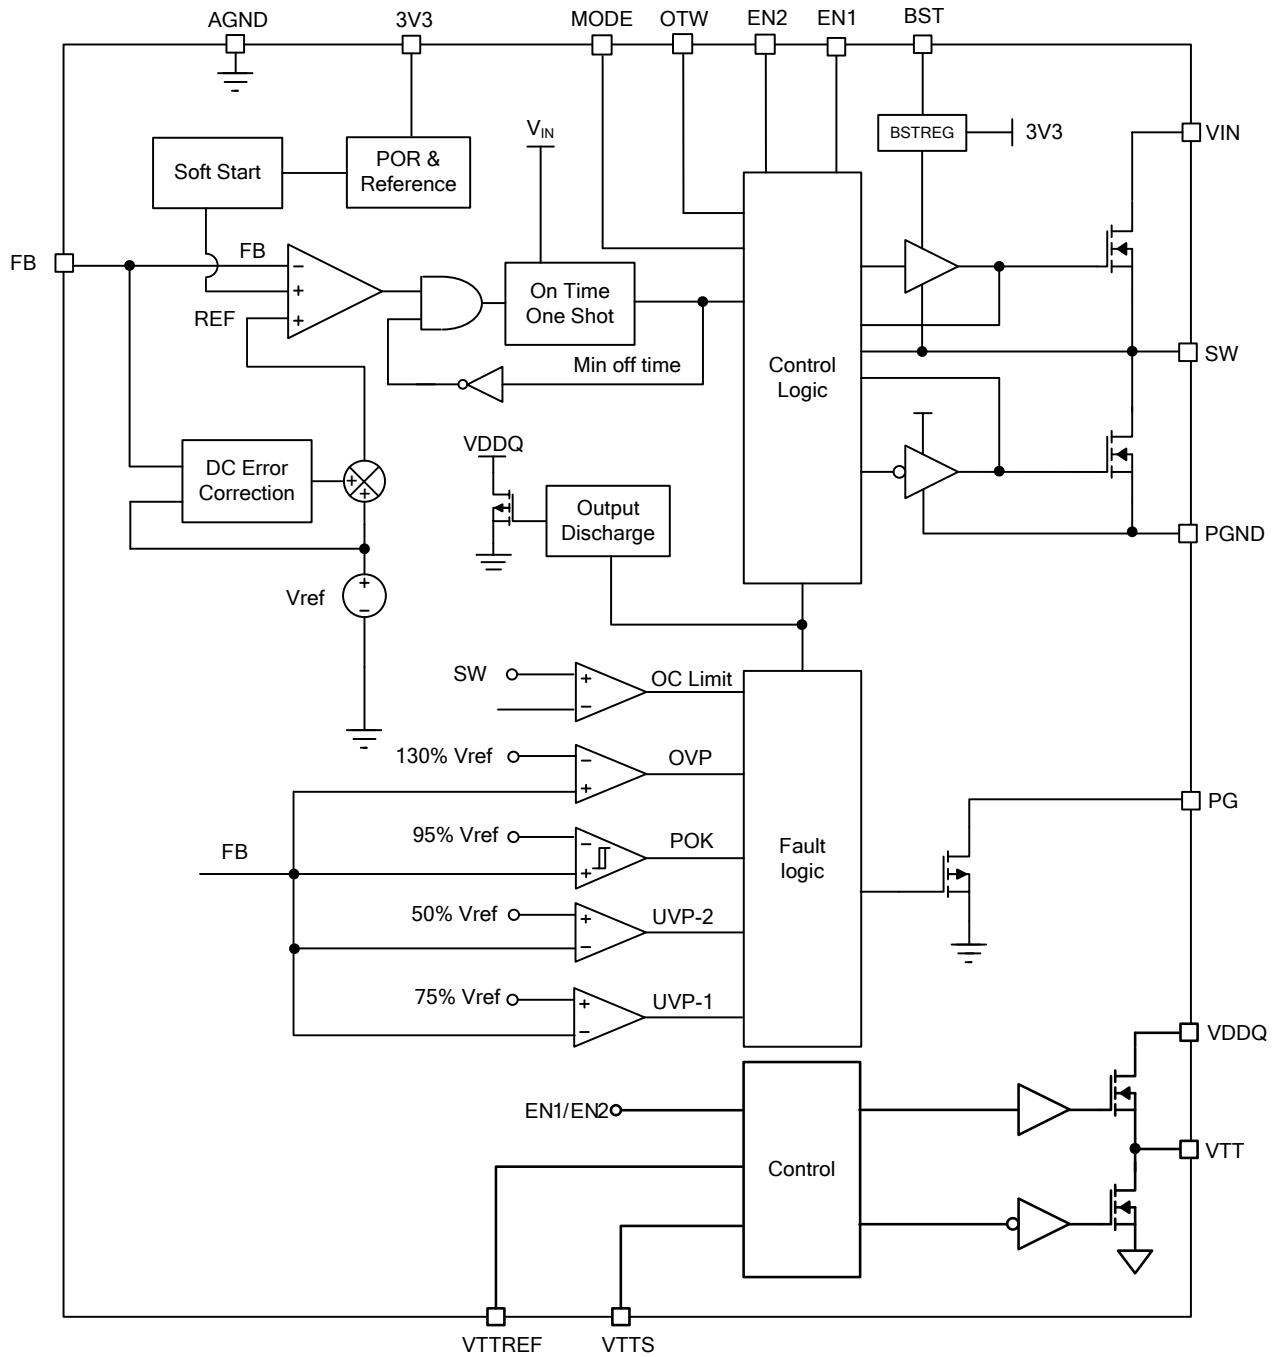 AGND
3V3
MODE
OTW
EN2
EN1
BST
BSTREG
3V3
VIN
VIN
Soft Start
POR &
Reference
FB
FB
REF
On Time
One Shot
Min off time
Control
Logic
SW
VDDQ
DC Error
Correction
Output
Discharge
PGND
Vref
SW
OC Limit
130% Vref
OVP
PG
95% Vref
POK
FB
Fault
logic
50% Vref
UVP-2
75% Vref
UVP-1
VDDQ
EN1/EN2
Control
VTT
VTTREF
VTTS